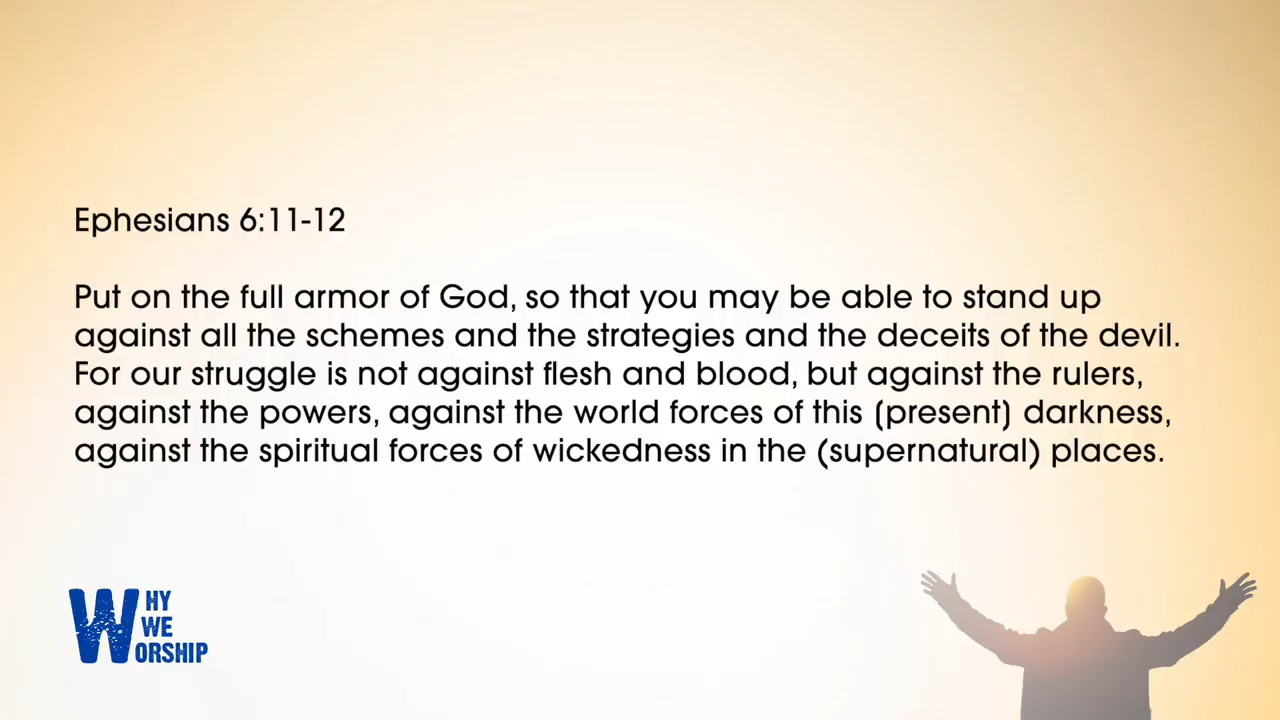 Ephesians 6:11-12
Put on the full armor of God, so that you may be able to stand up
against all the schemes and the strategies and the deceits of the devil.
For our struggle is not against flesh and blood, but against the rulers,
against the powers, against the world forces of this (present) darkness,
against the spiritual forces of wickedness in the (supernatural) places.
WHY
WE
WORSHIP